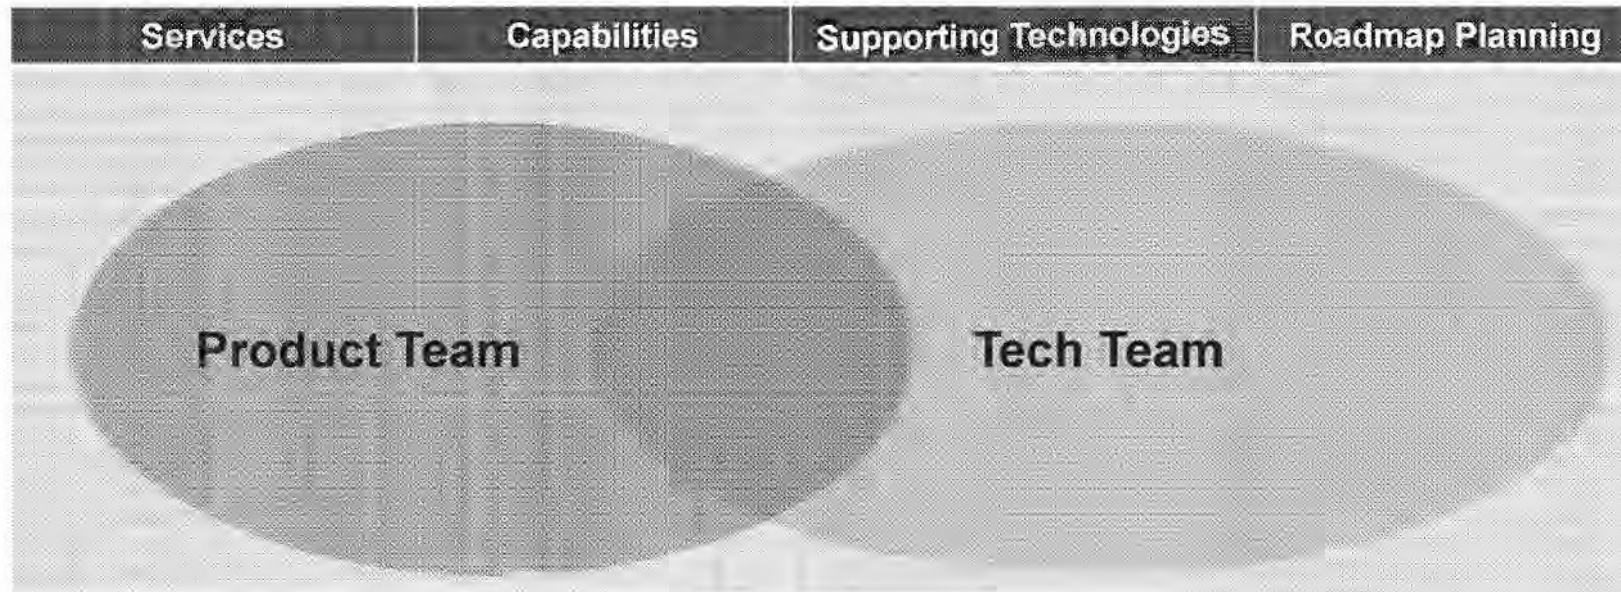 Services
Capabilities
Supporting Technologies
Roadmap Planning
Product Team
Tech Team